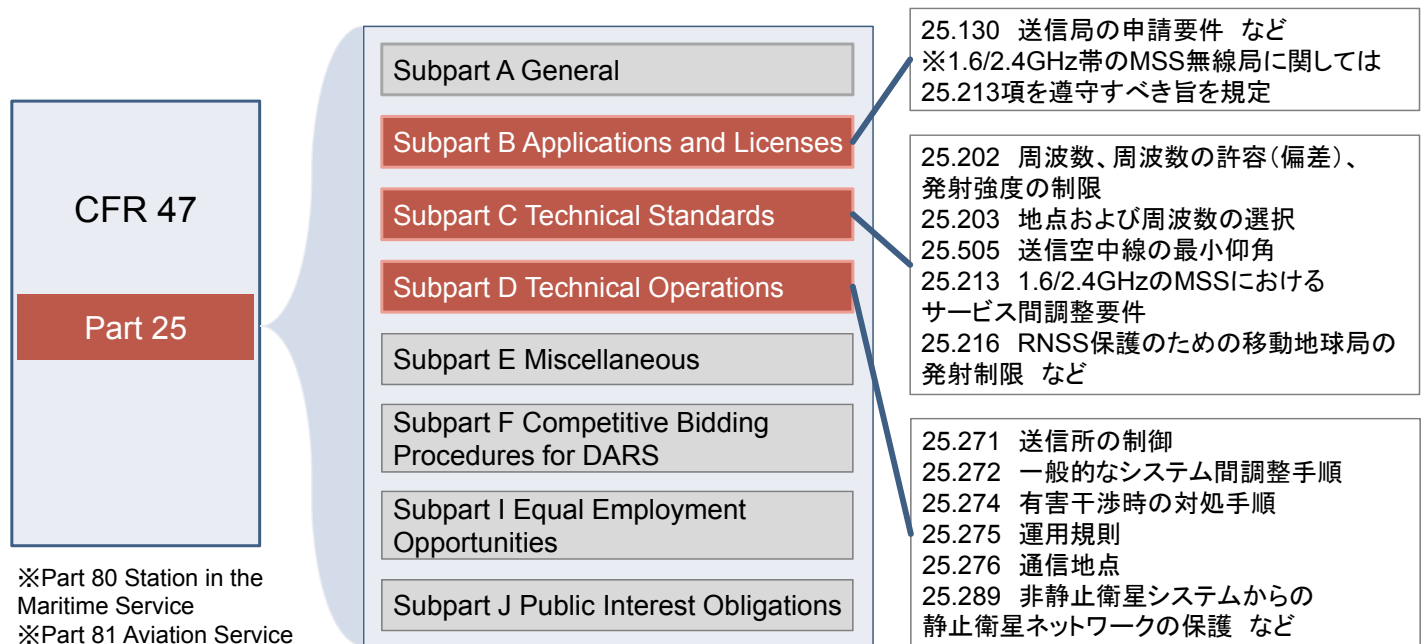 CFR 47
Part 25
※Part 80 Station in the
Maritime Service
※Part 81 Aviation Service
Subpart A General
Subpart B Applications and Licenses
Subpart C Technical Standards
Subpart D Technical Operations
Subpart E Miscellaneous
Subpart F Competitive Bidding
Procedures for DARS
Subpart I Equal Employment
Opportunities
Subpart J Public Interest Obligations
25.130 送信局の申請要件 など
※1.6/2.4GHz帯のMSS無線局に関しては
25.213項を遵守すべき旨を規定
25.202 周波数、周波数の許容(偏差)、
発射強度の制限
25.203 地点および周波数の選択
25.505 送信空中線の最小仰角
25.213 1.6/2.4GHzのMSSにおける
サービス間調整要件
25.216 RNSS保護のための移動地球局の
発射制限 など
25.271 送信所の制御
25.272 一般的なシステム間調整手順
25.274 有害干渉時の対処手順
25.275 運用規則
25.276 通信地点
25.289 非静止衛星システムからの
静止衛星ネットワークの保護 など